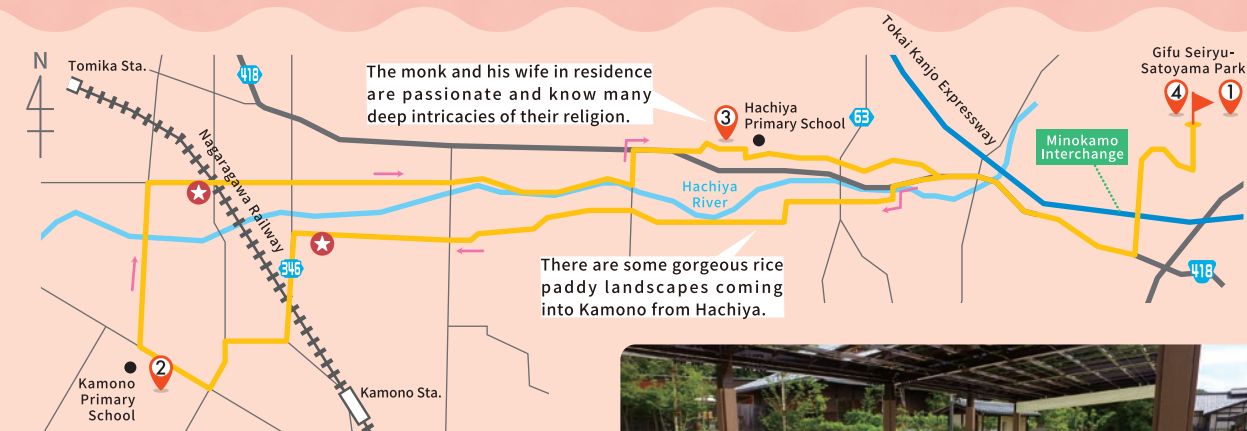 N
Tomika Sta.
418
Nagaragawa Railway
The monk and his wife in residence
are passionate and know many
deep intricacies of their religion.
3
Hachiya
Primary School
63
Tokai Kanjo Expressway
Gifu Seiryu-
Satoyama Park
4
1
Minokamo
Interchange
Hachiya
River
346
There are some gorgeous rice
paddy landscapes coming
into Kamono from Hachiya.
418
2
Kamono
Primary
School
Kamono Sta.